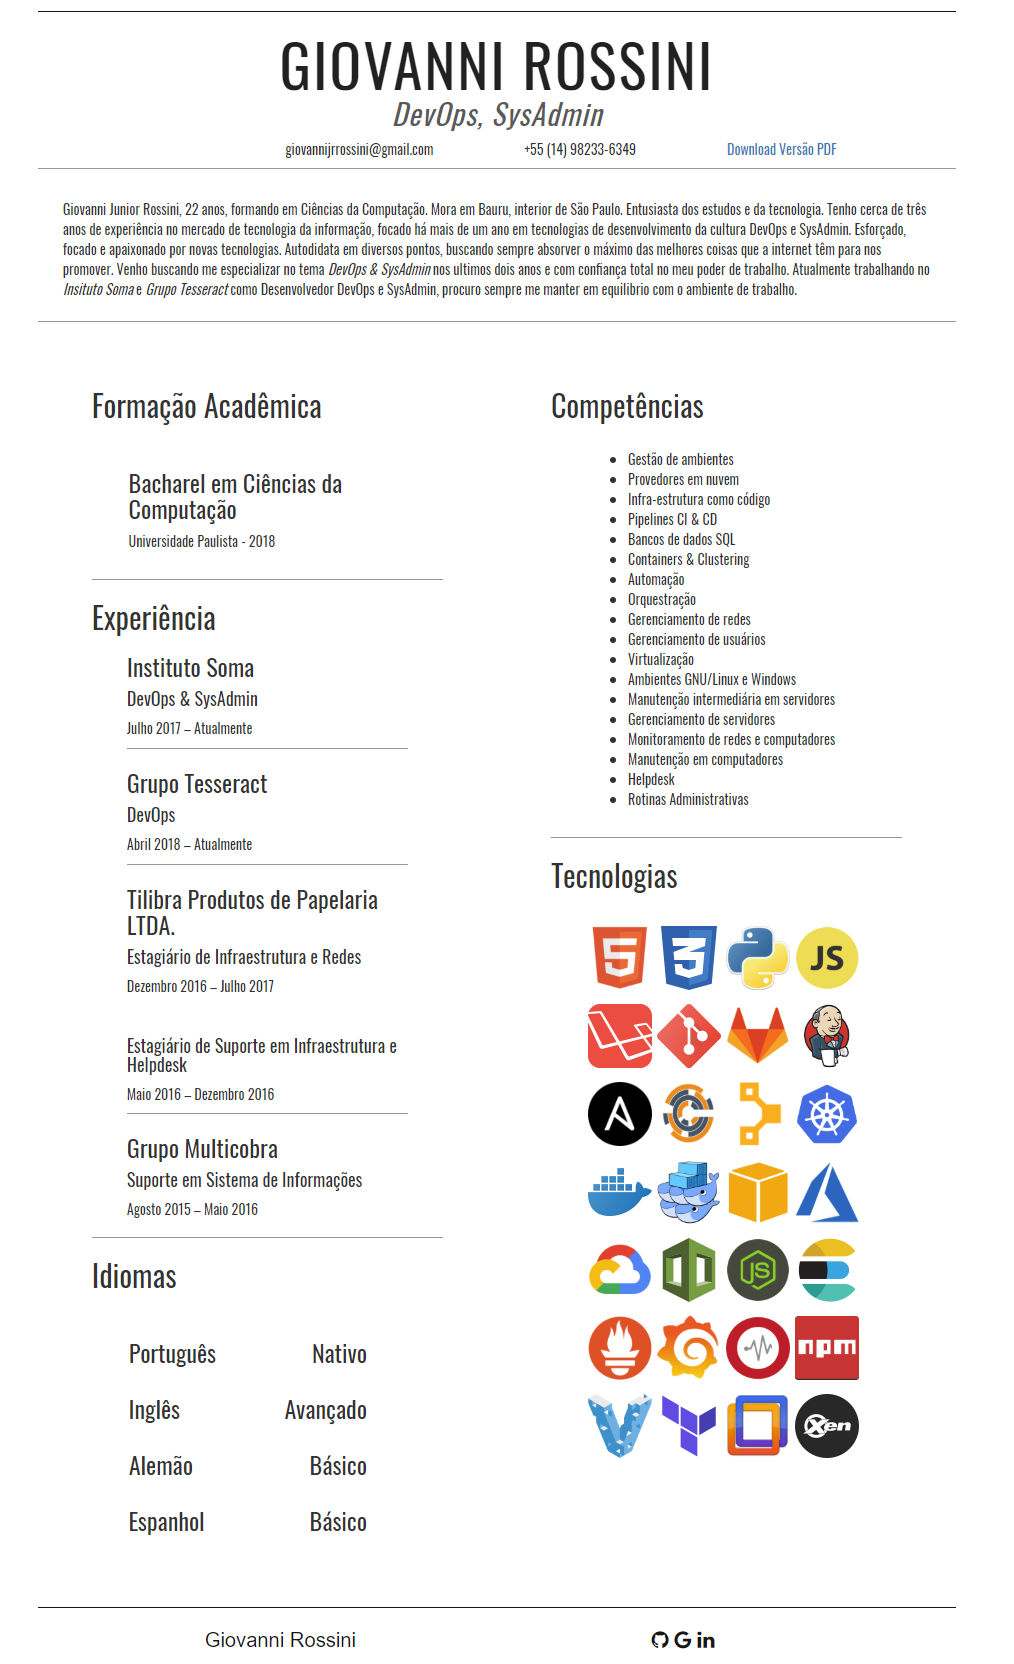 GIOVANNI ROSSINI
DevOps, SysAdmin
giovannijrrossini@gmail.com +55 (14) 98233-6349 Download Versão PDF
Giovanni Junior Rossini, 22 anos, formando em Ciências da Computação. Mora em Bauru, interior de São Paulo. Entusiasta dos estudos e da tecnologia. Tenho cerca de três
anos de experiência no mercado de tecnologia da informação, focado há mais de um ano em tecnologias de desenvolvimento da cultura DevOps e SysAdmin. Esforçado,
focado e apaixonado por novas tecnologias. Autodidata em diversos pontos, buscando sempre absorver o máximo das melhores coisas que a internet têm para nos
promover. Venho buscando me especializar no tema DevOps & SysAdmin nos ultimos dois anos e com confiança total no meu poder de trabalho. Atualmente trabalhando no
Insituto Soma e Grupo Tesseract como Desenvolvedor DevOps e SysAdmin, procuro sempre me manter em equilibrio com o ambiente de trabalho.
Formação Acadêmica
Bacharel em Ciências da
Computação
Universidade Paulista - 2018
Experiência
Instituto Soma
DevOps & SysAdmin
Julho 2017 – Atualmente
Grupo Tesseract
DevOps
Abril 2018 – Atualmente
Tilibra Produtos de Papelaria
LTDA.
Estagiário de Infraestrutura e Redes
Dezembro 2016 – Julho 2017
Estagiário de Suporte em Infraestrutura e
Helpdesk
Maio 2016 – Dezembro 2016
Grupo Multicobra
Suporte em Sistema de Informações
Agosto 2015 – Maio 2016
Idiomas
Português Nativo
Inglês Avançado
Alemão Básico
Espanhol Básico
Competências
Gestão de ambientes
Provedores em nuvem
Infra-estrutura como código
Pipelines CI & CD
Bancos de dados SQL
Containers & Clustering
Automação
Orquestração
Gerenciamento de redes
Gerenciamento de usuários
Virtualização
Ambientes GNU/Linux e Windows
Manutenção intermediária em servidores
Gerenciamento de servidores
Monitoramento de redes e computadores
Manutenção em computadores
Helpdesk
Rotinas Administrativas
Tecnologias
5 3 JS
JS
npm
Xen
Giovanni Rossini G in